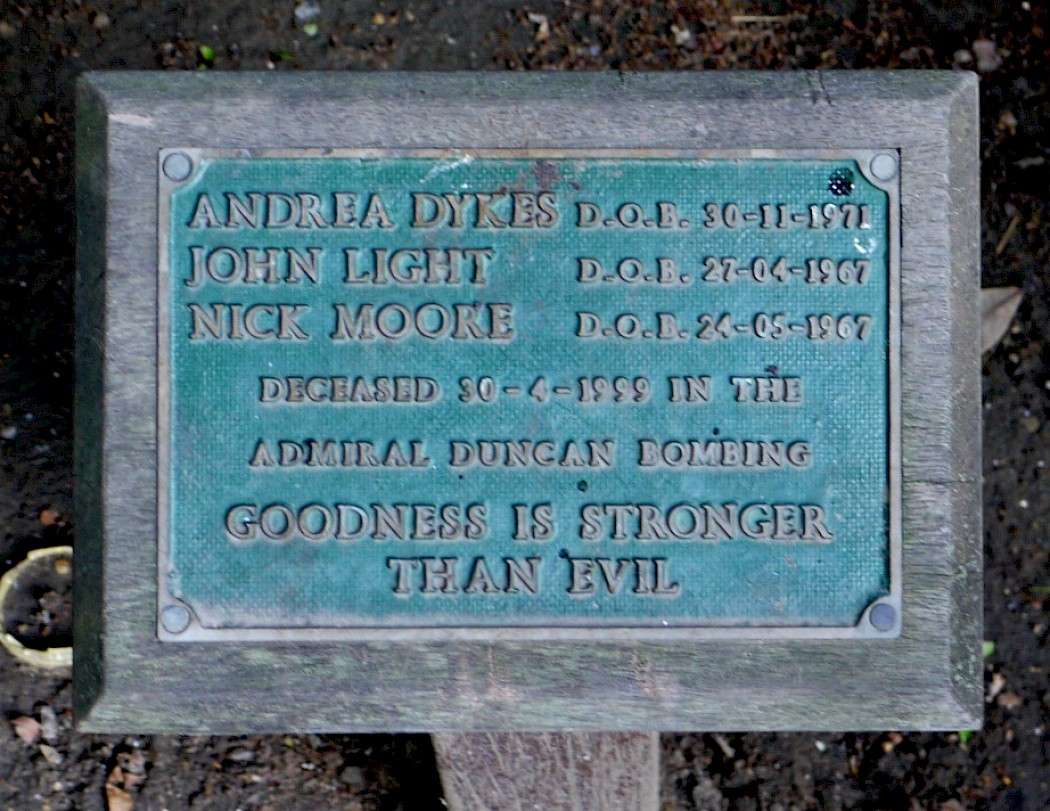 ANDREA DYKES D.O.B. 30-11-1971
JOHN LIGHT D.O.B. 27-04-1967
NICK MOORE D.O.B. 24-05-1967
DECEASED 30-4-1999 IN THE
ADMIRAL DUNCAN BOMBING
GOODNESS IS STRONGER
THAN EVIL